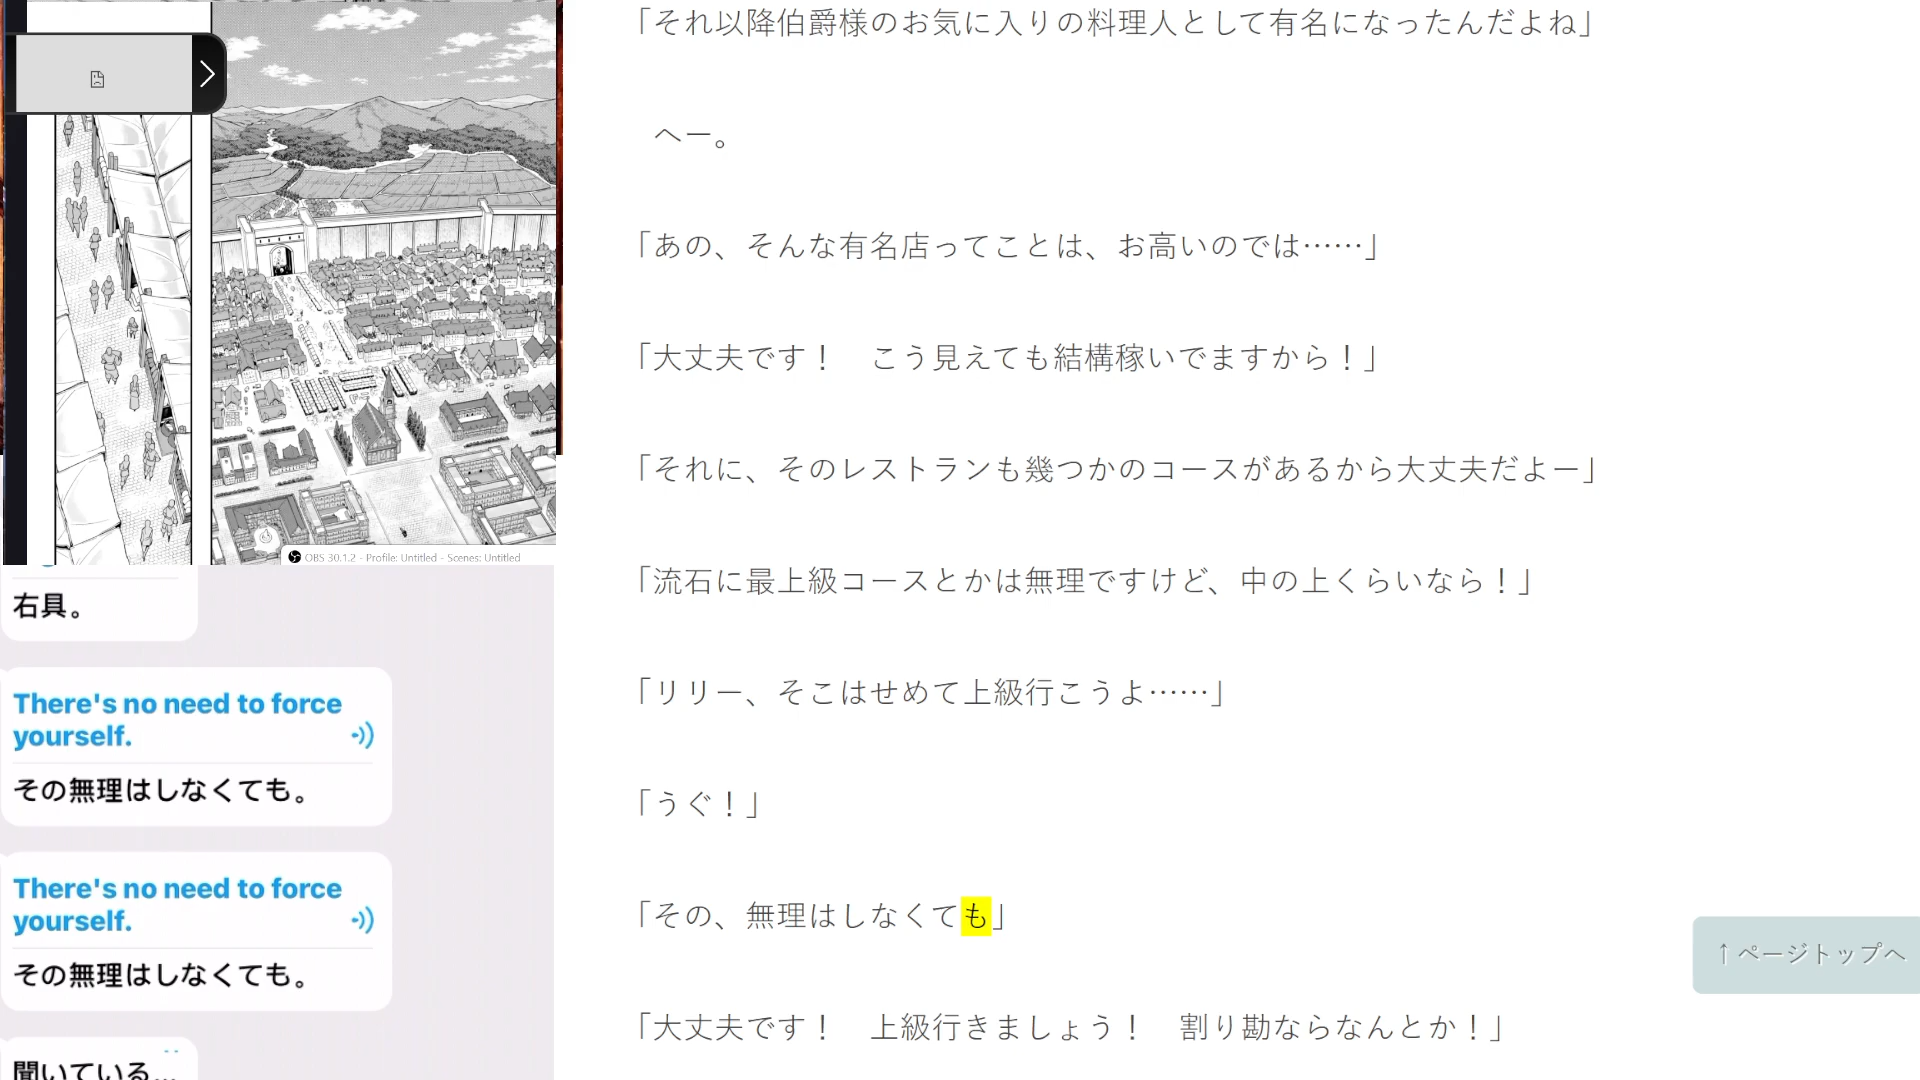 OBS 30.1.2 - Profile: Untitled - Scenes: Untitled
右具。
There's no need to force
yourself.
その無理はしなくても。
There's no need to force
yourself.
その無理はしなくても。
聞いている...
「それ以降伯爵様のお気に入りの料理人として有名になったんだよね」
へー。
「あの、そんな有名店ってことは、お高いのでは……」
「大丈夫です！　こう見えても結構稼いでますから！」
「それに、そのレストランも幾つかのコースがあるから大丈夫だよー」
「流石に最上級コースとかは無理ですけど、中の上くらいなら！」
「リリー、そこはせめて上級行こうよ……」
「うぐ！」
「その、無理はしなくても」
「大丈夫です！　上級行きましょう！　割り勘ならなんとか！」
↑ページトップへ